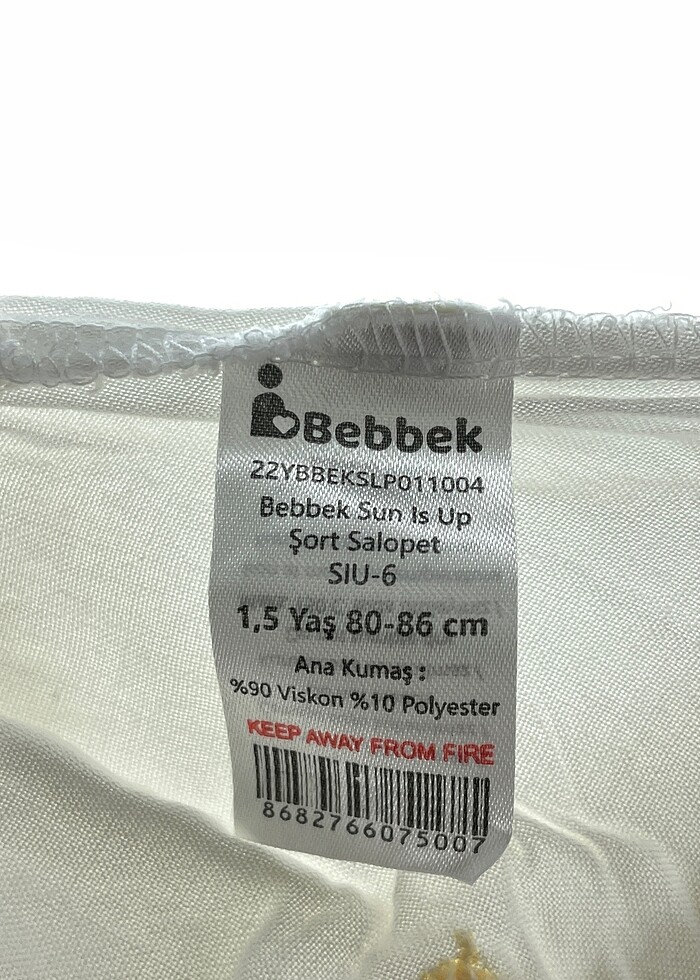 Bebbek
22YBBEKSLP011004
Bebbek Sun Is Up
Şort Salopet
SIU-6
1,5 Yaş 80-86 cm
Ana Kumaş :
%90 Viskon %10 Polyester
KEEP AWAY FROM FIRE
8682766075007